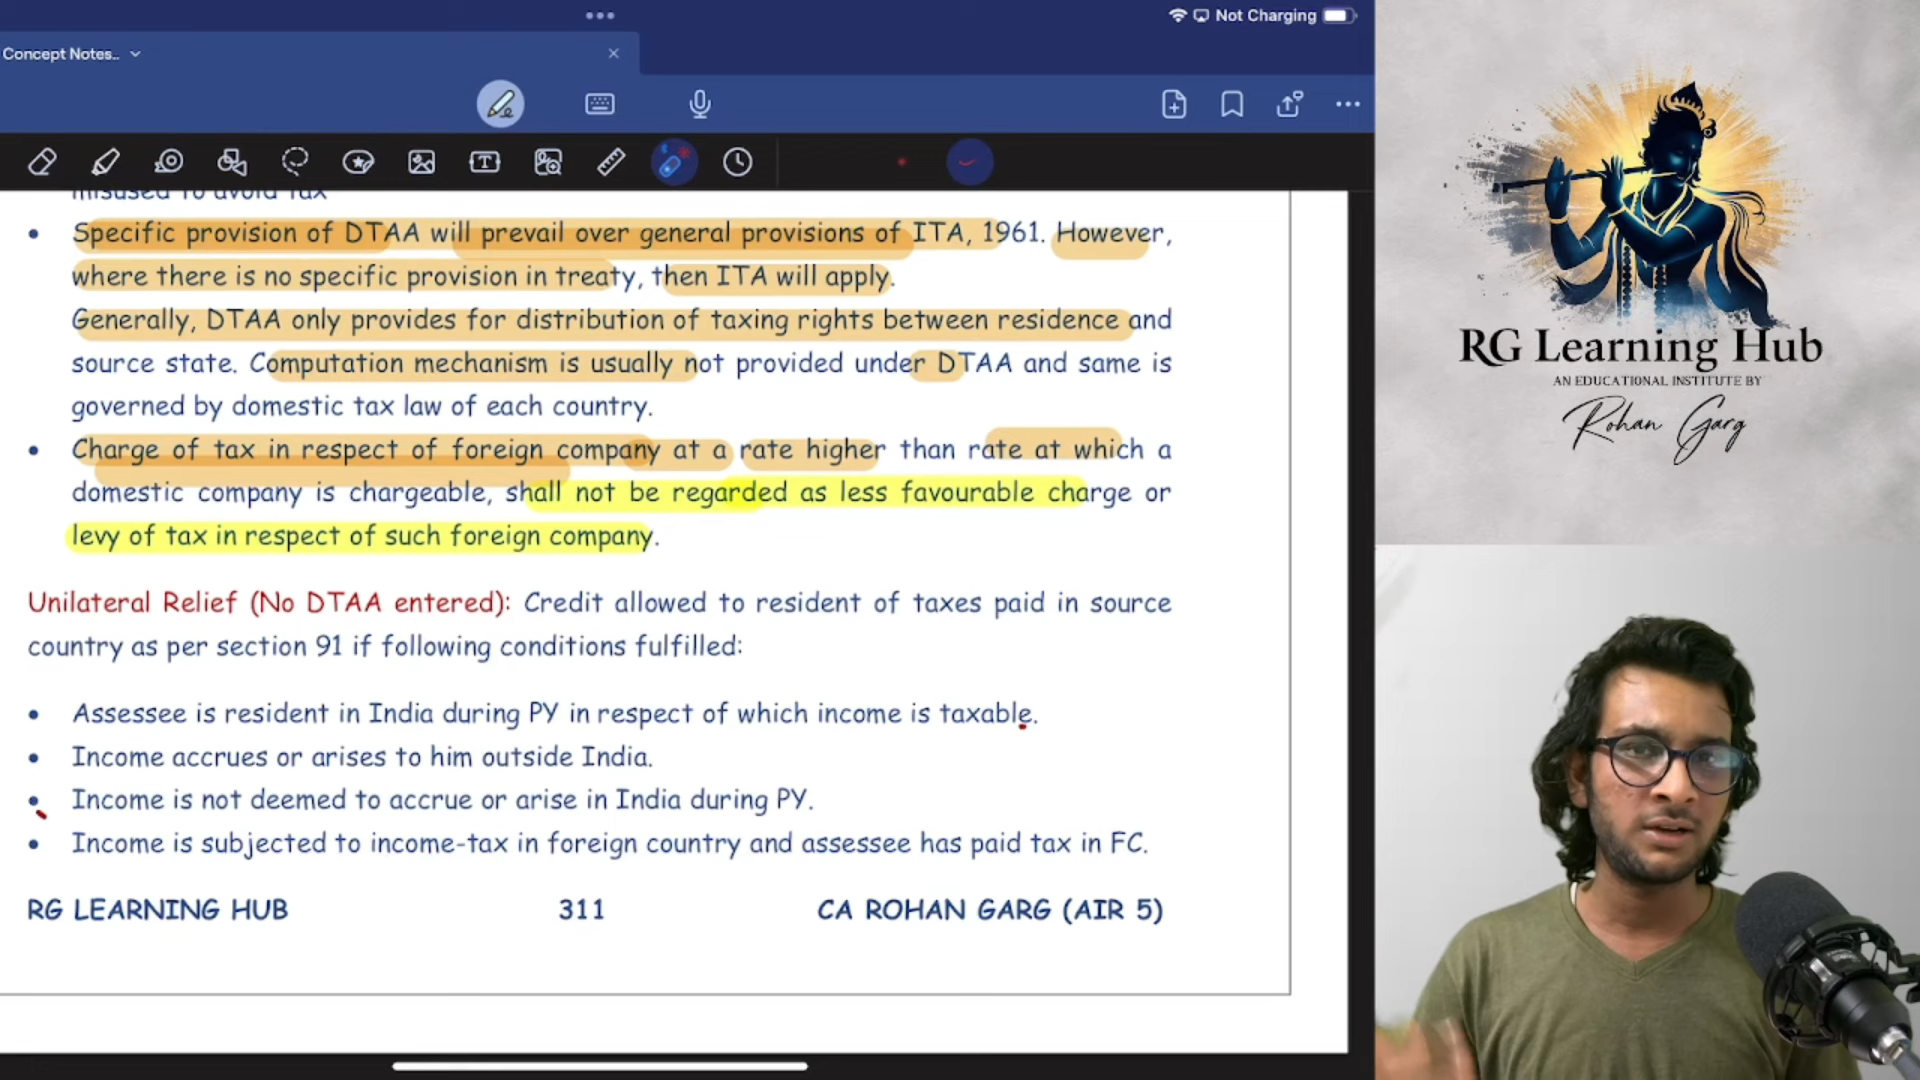 Not Charging
Concept Notes..
misused to avoid tax
• Specific provision of DTAA will prevail over general provisions of ITA, 1961. However,
where there is no specific provision in treaty, then ITA will apply.
Generally, DTAA only provides for distribution of taxing rights between residence and
source state. Computation mechanism is usually not provided under DTAA and same is
governed by domestic tax law of each country.
• Charge of tax in respect of foreign company at a rate higher than rate at which a
domestic company is chargeable, shall not be regarded as less favourable charge or
levy of tax in respect of such foreign company.
Unilateral Relief (No DTAA entered): Credit allowed to resident of taxes paid in source
country as per section 91 if following conditions fulfilled:
• Assessee is resident in India during PY in respect of which income is taxable.
• Income accrues or arises to him outside India.
• Income is not deemed to accrue or arise in India during PY.
• Income is subjected to income-tax in foreign country and assessee has paid tax in FC.
RG LEARNING HUB 311 CA ROHAN GARG (AIR 5)
RG Learning Hub
AN EDUCATIONAL INSTITUTE BY
Rohan Garg